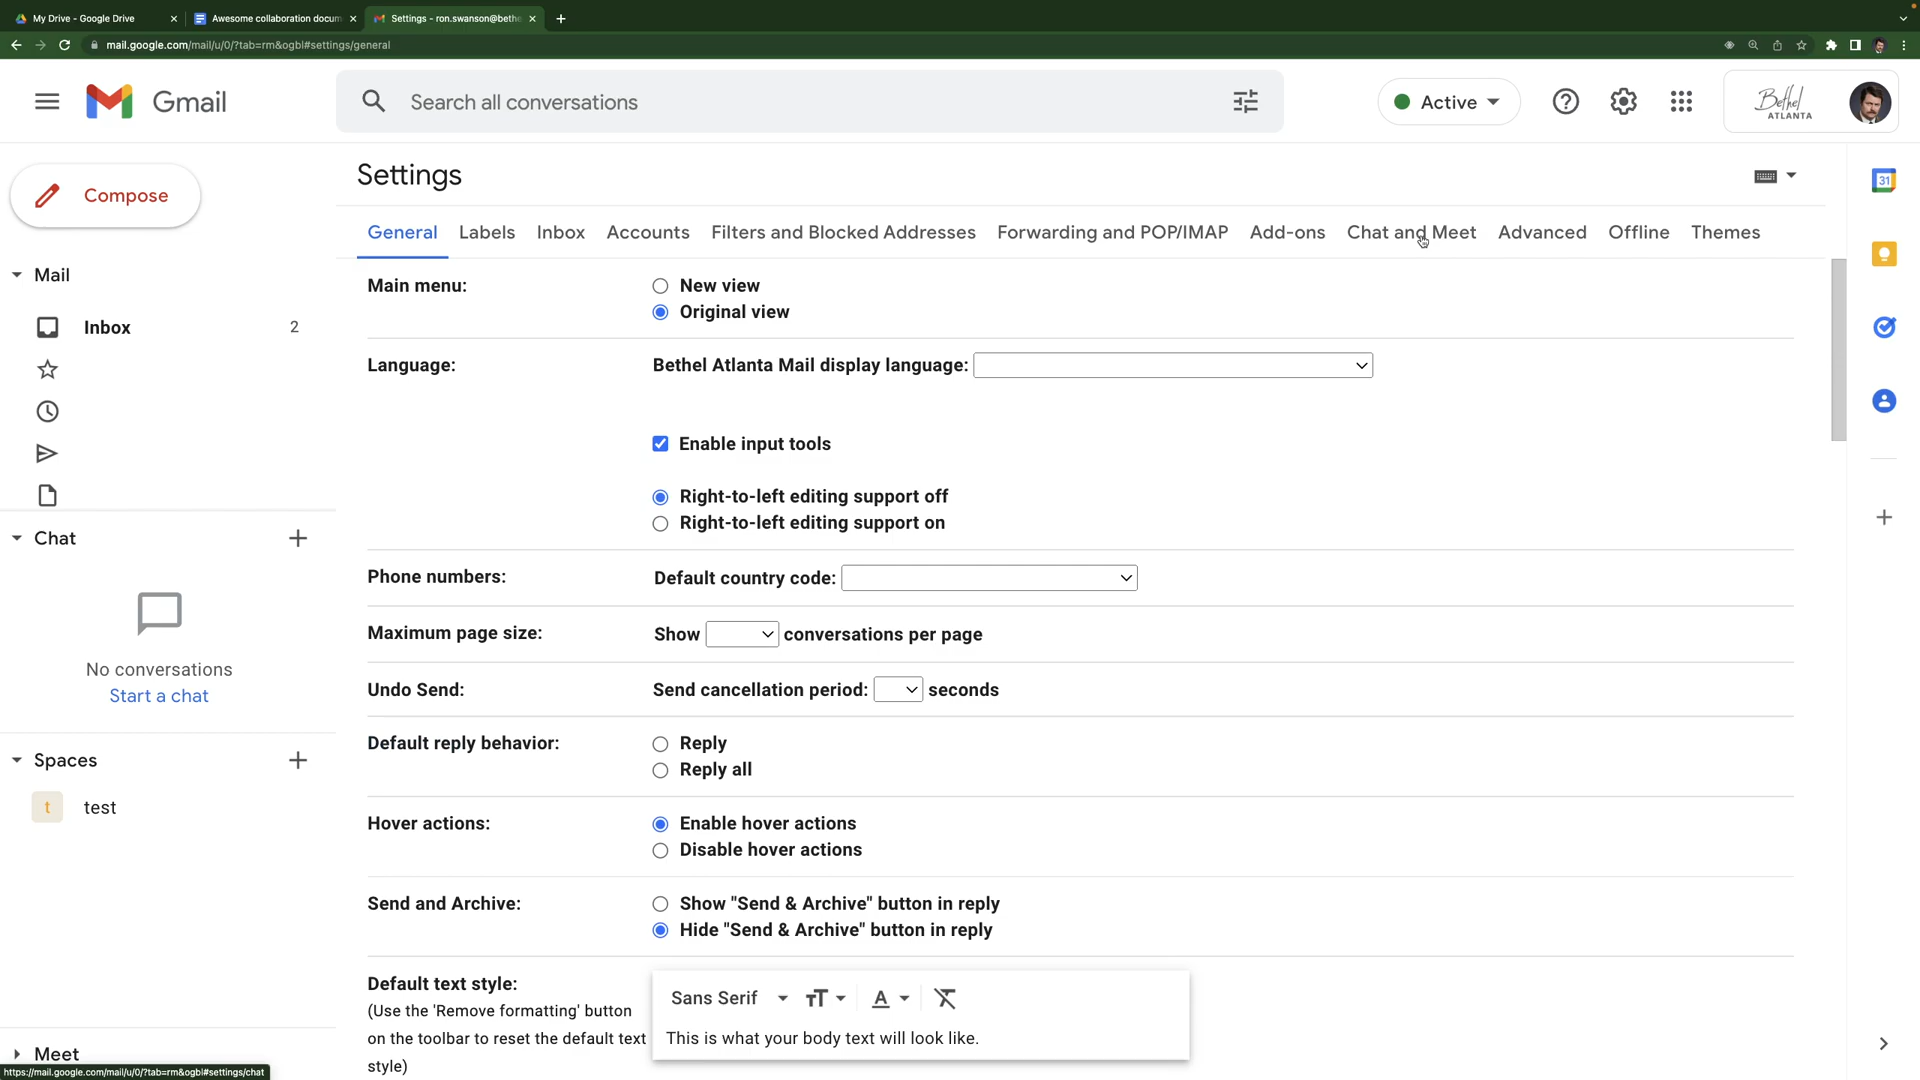 My Drive - Google Drive
Awesome collaboration docum
Settings - ron.swanson@bethe
mail.google.com/mail/u/0/?tab=rm&ogbl#settings/general
Gmail
Search all conversations
Active
Bethel
ATLANTA
Compose
Settings
General Labels Inbox Accounts Filters and Blocked Addresses Forwarding and POP/IMAP Add-ons Chat and Meet Advanced Offline Themes
Mail
Inbox 2
Chat
No conversations
Start a chat
Spaces
t test
Meet
Main menu:
New view
Original view
Language:
Bethel Atlanta Mail display language:
Enable input tools
Right-to-left editing support off
Right-to-left editing support on
Phone numbers:
Default country code:
Maximum page size:
Show conversations per page
Undo Send:
Send cancellation period: seconds
Default reply behavior:
Reply
Reply all
Hover actions:
Enable hover actions
Disable hover actions
Send and Archive:
Show "Send & Archive" button in reply
Hide "Send & Archive" button in reply
Default text style:
(Use the 'Remove formatting' button
on the toolbar to reset the default text
style)
Sans Serif
This is what your body text will look like.
31
https://mail.google.com/mail/u/0/?tab=rm&ogbl#settings/chat